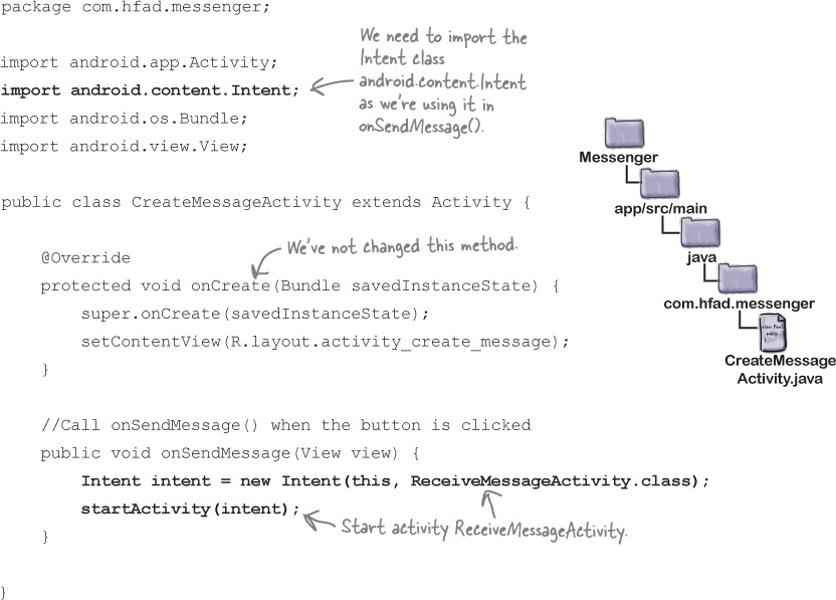 package com.hfad.messenger;
import android.app.Activity;
import android.content.Intent;
import android.os.Bundle;
import android.view.View;
We need to import the
Intent class
android.content.Intent
as we're using it in
onSendMessage().
public class CreateMessageActivity extends Activity {
@Override
We've not changed this method.
protected void onCreate(Bundle savedInstanceState) {
super.onCreate(savedInstanceState);
setContentView(R.layout.activity_create_message);
}
//Call onSendMessage() when the button is clicked
public void onSendMessage(View view) {
Intent intent = new Intent(this, ReceiveMessageActivity.class);
startActivity(intent);
Start activity ReceiveMessageActivity.
}
}
Messenger
app/src/main
java
com.hfad.messenger
CreateMessage
Activity.java